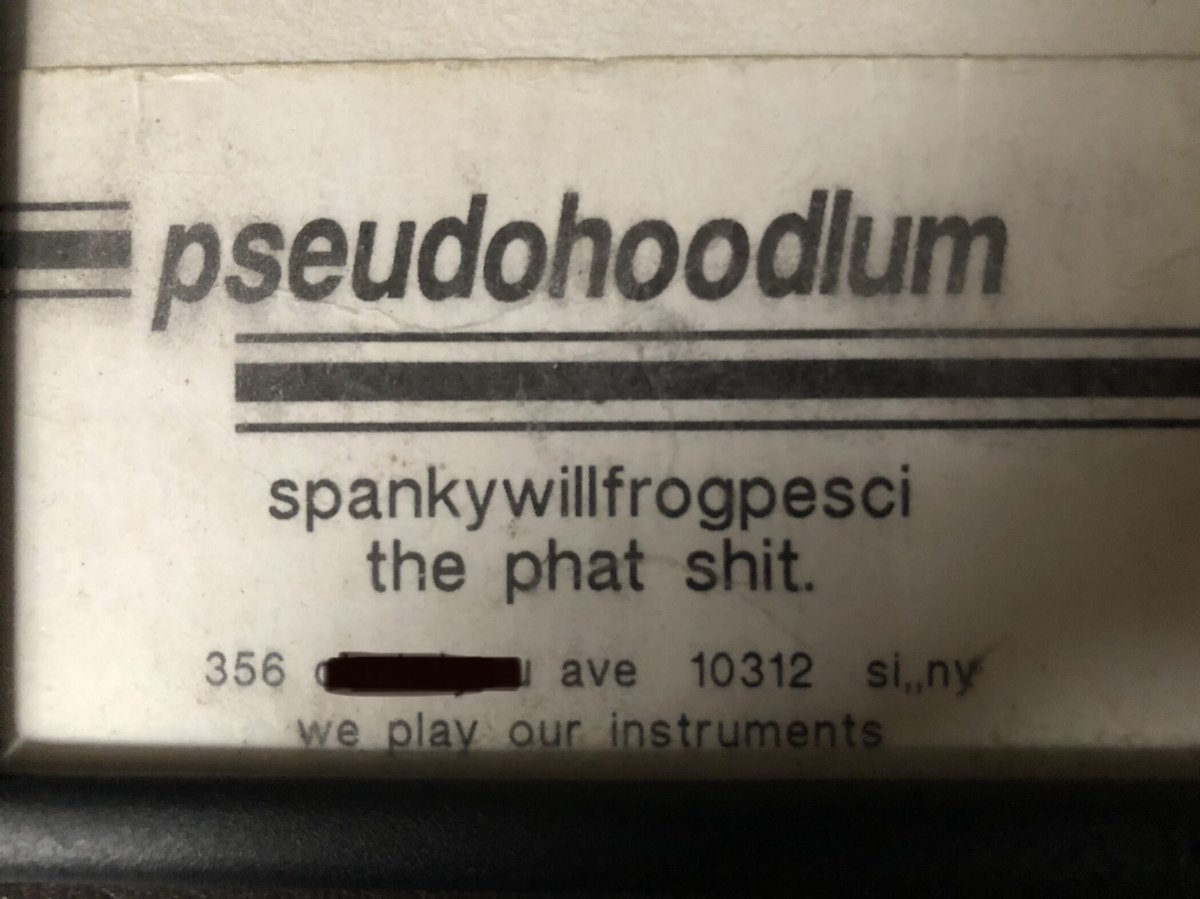 pseudohoodlum
spankywillfrogpesci
the phat shit.
356 ave 10312 si,,ny
we play our instruments